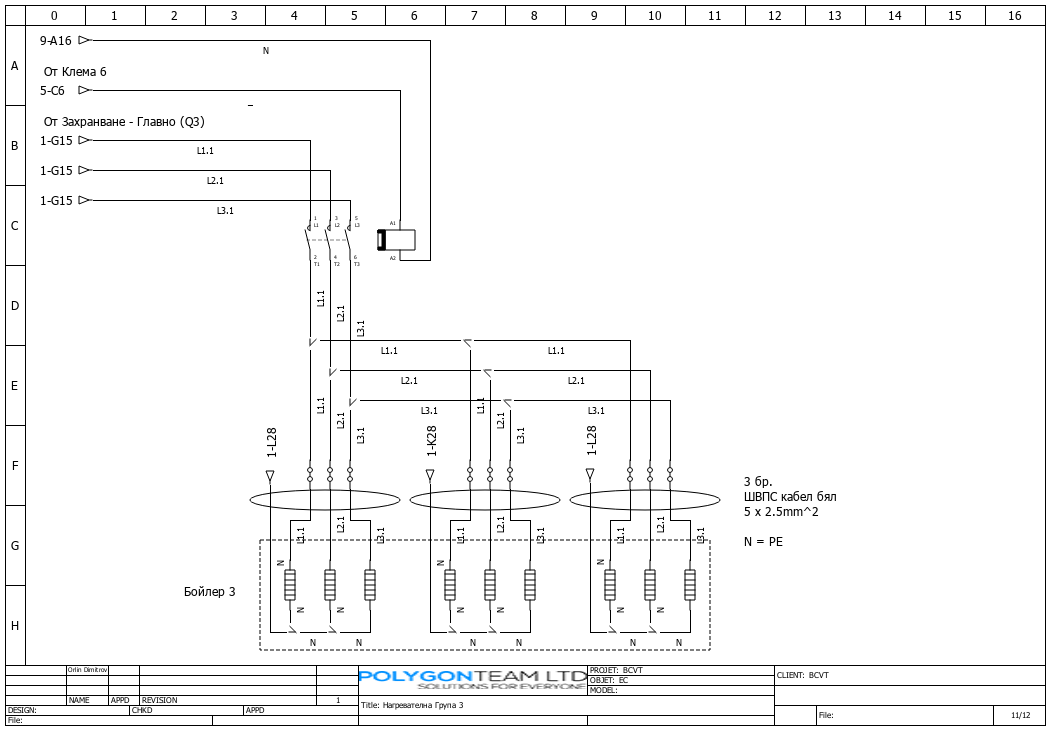 0 1 2 3 4 5 6 7 8 9 10 11 12 13 14 15 16
A
B
C
D
E
F
G
H
9-A16
N
От Клема 6
5-C6
–
От Захранване - Главно (Q3)
1-G15
L1.1
1-G15
L2.1
1-G15
L3.1
1 3 5
L1 L2 L3
A1
2 4 6
T1 T2 T3
A2
L1.1
L2.1
L3.1
L1.1 L1.1
L2.1 L2.1
L3.1 L3.1
L1.1
L2.1
L3.1
L1.1
L2.1
L3.1
1-L28
1-K28
1-L28
3 бр.
ШВПС кабел бял
5 x 2.5mm^2
N = PE
L1.1 L2.1 L3.1 L1.1 L2.1 L3.1 L1.1 L2.1 L3.1
N N N
Бойлер 3
N N N N N N
N N N N N N
Orlin Dimitrov
NAME APPD REVISION 1
DESIGN: CHKD APPD
File:
POLYGONTEAM LTD
SOLUTIONS FOR EVERYONE
Title: Нагревателна Група 3
PROJET: BCVT
OBJET: EC
MODEL:
CLIENT: BCVT
File:
11/12